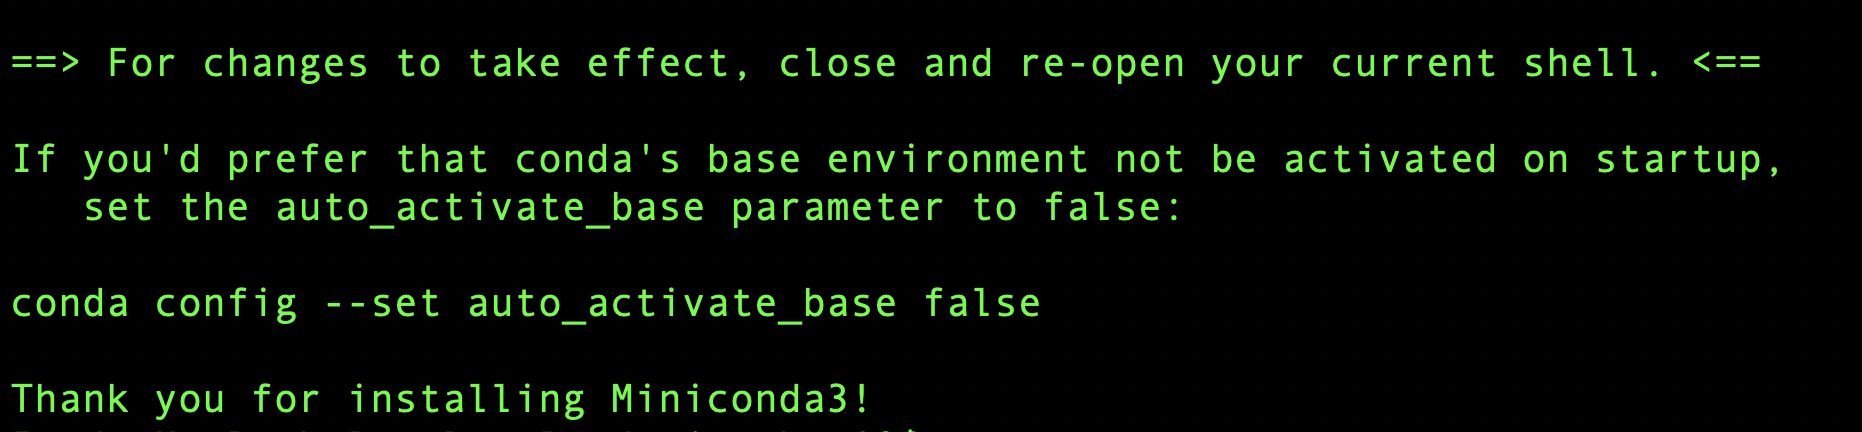 ==> For changes to take effect, close and re-open your current shell. <==
If you'd prefer that conda's base environment not be activated on startup,
set the auto_activate_base parameter to false:
conda config --set auto_activate_base false
Thank you for installing Miniconda3!